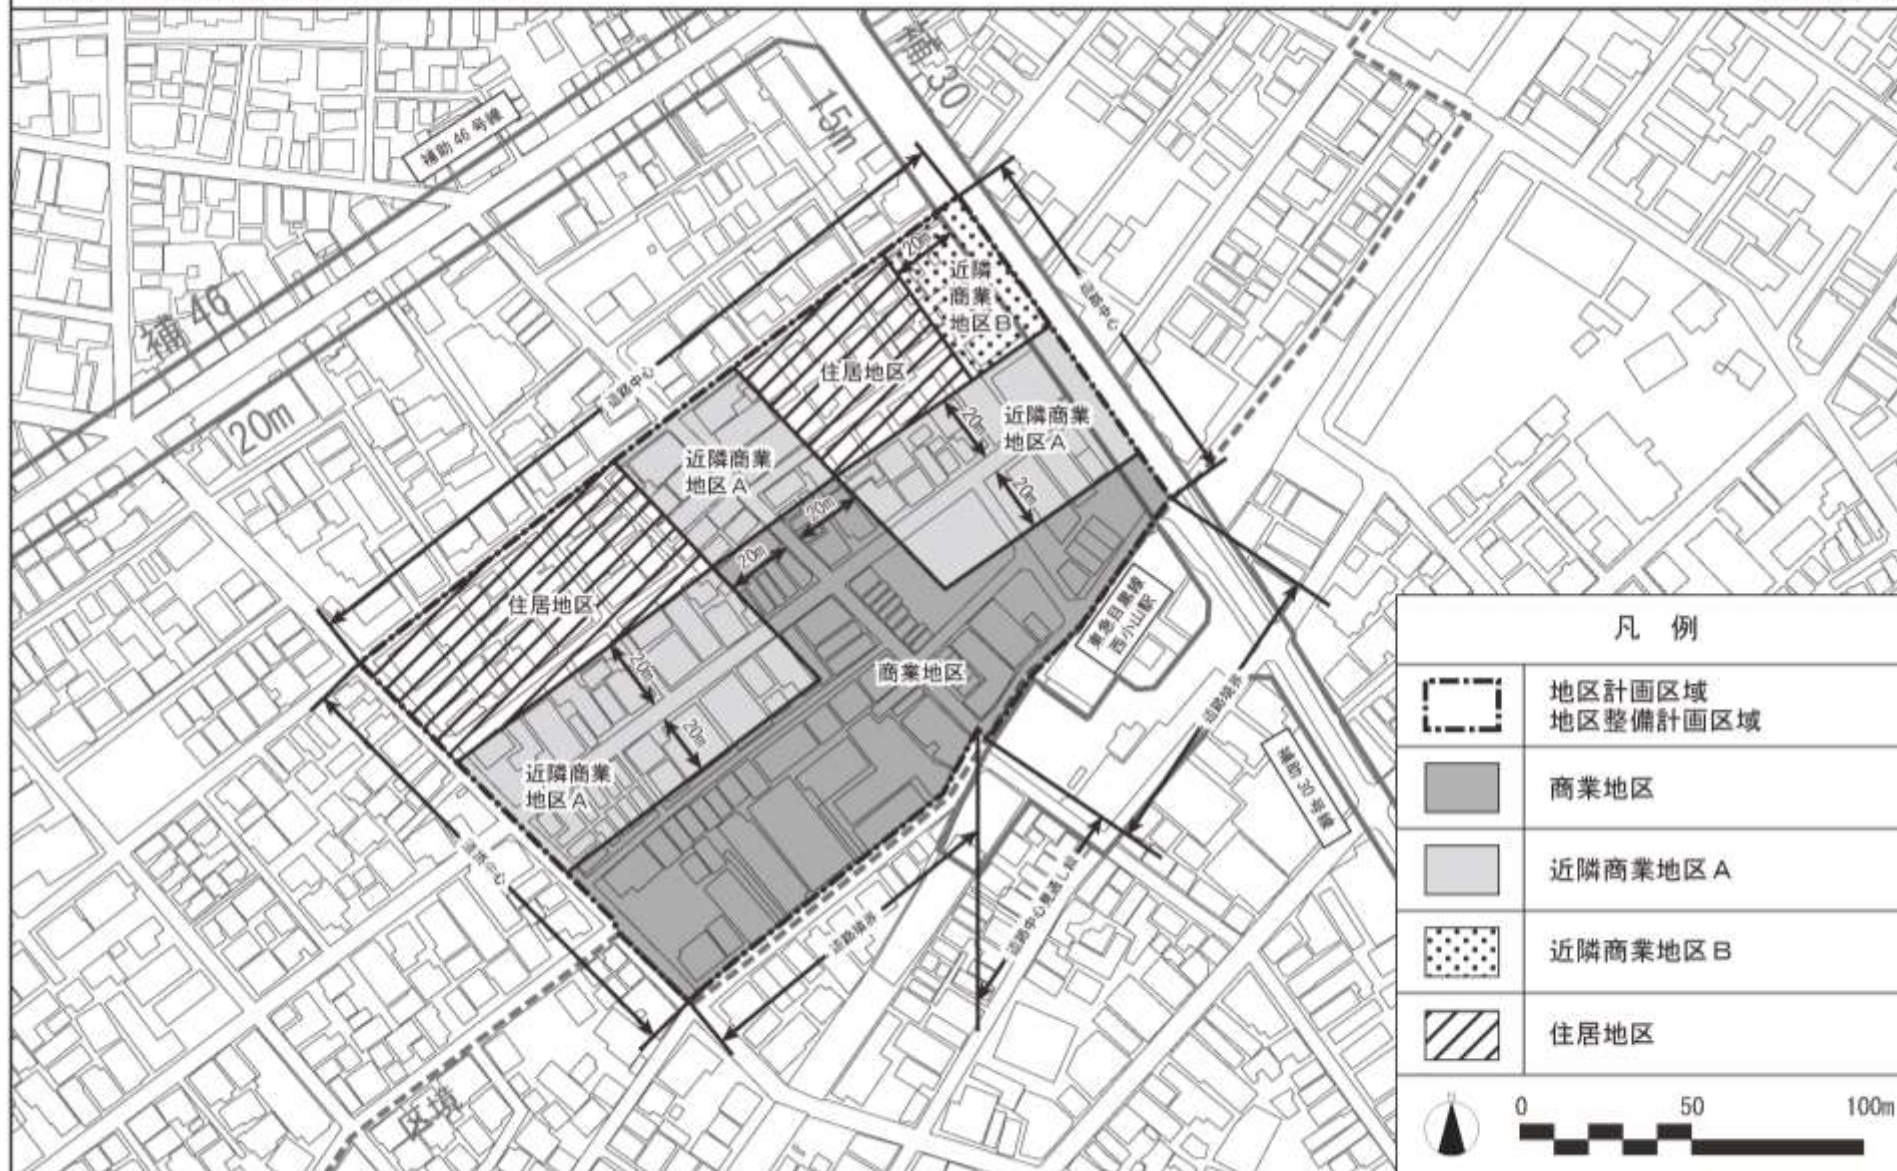 補30
15m
補助46号線
補46
20m
道路中心
20m
近隣
商業
地区B
道路中心
住居地区
近隣商業
地区A
20m
近隣商業
地区A
20m
20m
20m
住居地区
20m
20m
商業地区
近隣商業
地区A
東急目黒線
西小山駅
道路境界
補助30号線
道路中心
道路境界
道路中心見通し線
区境
凡 例
地区計画区域
地区整備計画区域
商業地区
近隣商業地区A
近隣商業地区B
住居地区
0 50 100m